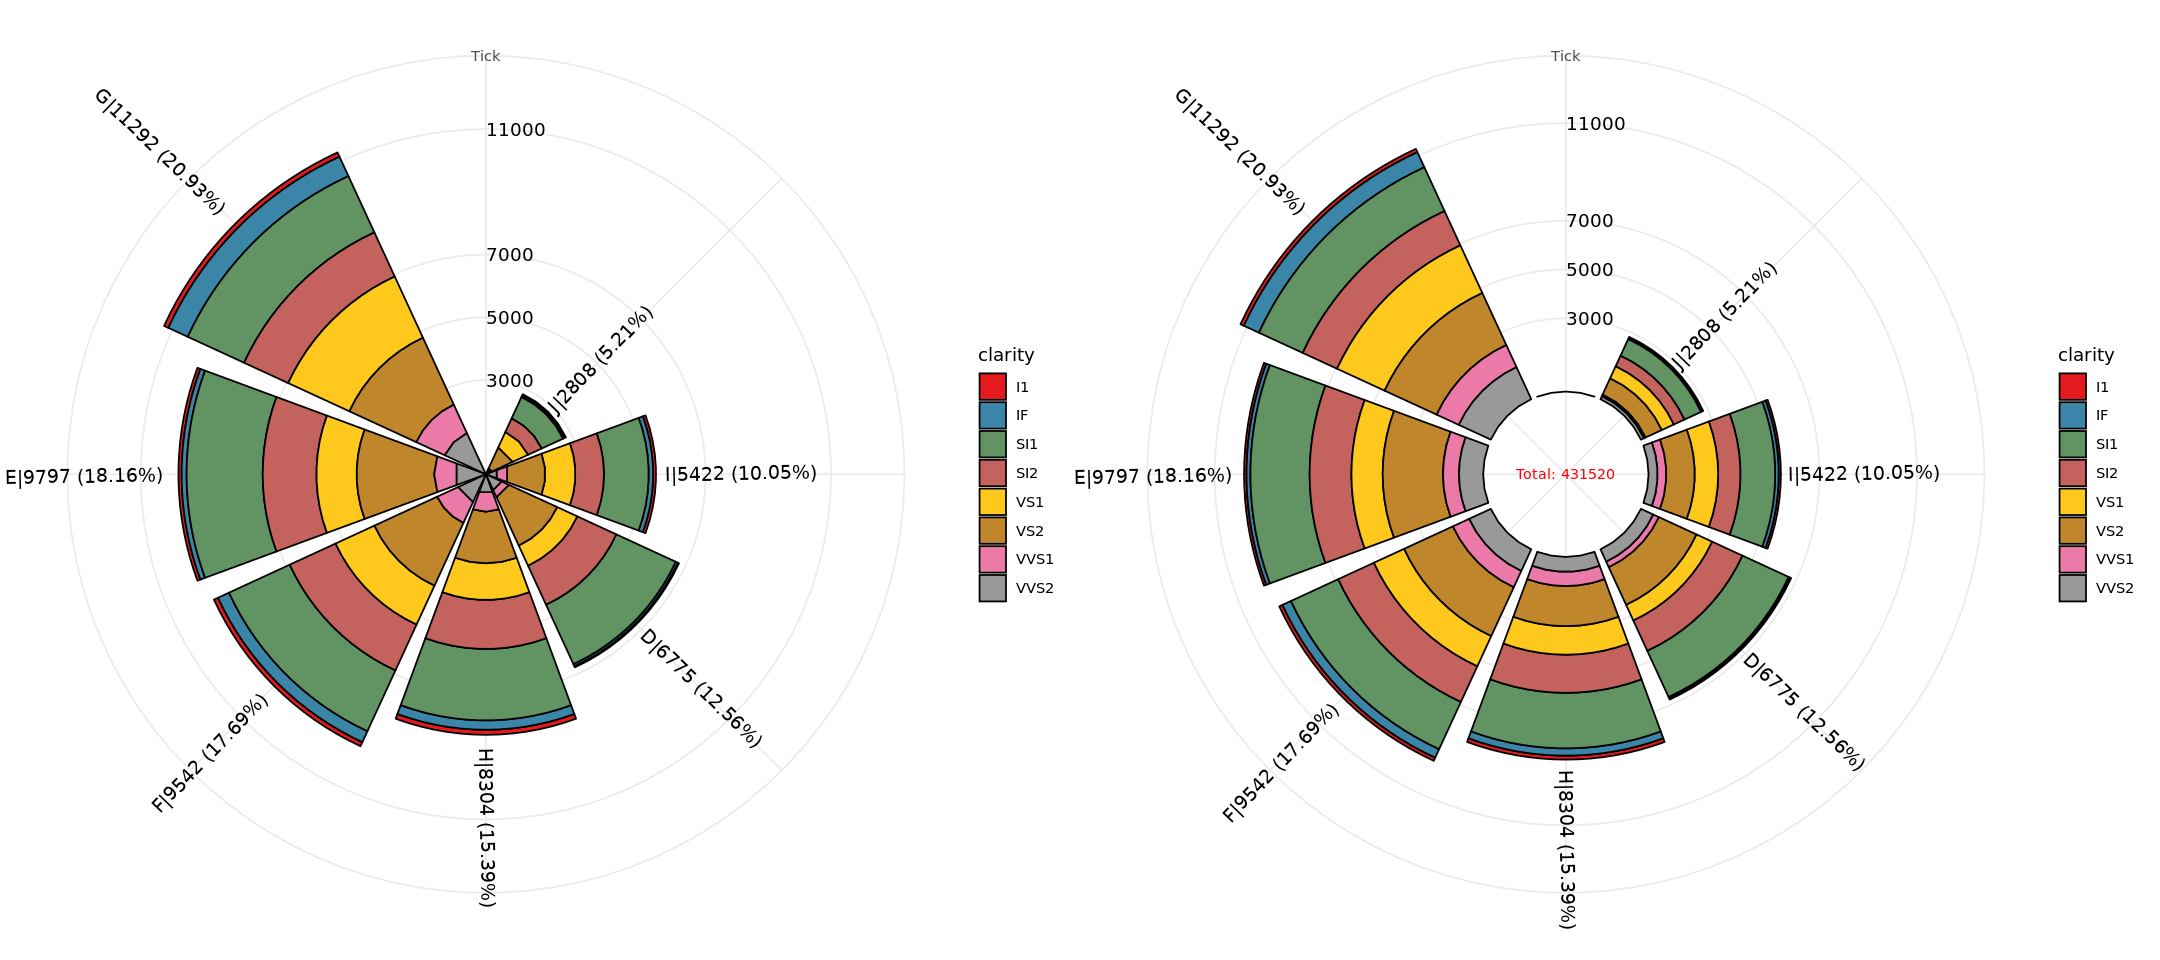 Tick
11000
7000
5000
3000
G|11292 (20.93%)
J|2808 (5.21%)
E|9797 (18.16%)
I|5422 (10.05%)
F|9542 (17.69%)
D|6775 (12.56%)
H|8304 (15.39%)
clarity
I1
IF
SI1
SI2
VS1
VS2
VVS1
VVS2
Tick
11000
7000
5000
3000
G|11292 (20.93%)
J|2808 (5.21%)
E|9797 (18.16%)
Total: 431520
I|5422 (10.05%)
F|9542 (17.69%)
D|6775 (12.56%)
H|8304 (15.39%)
clarity
I1
IF
SI1
SI2
VS1
VS2
VVS1
VVS2